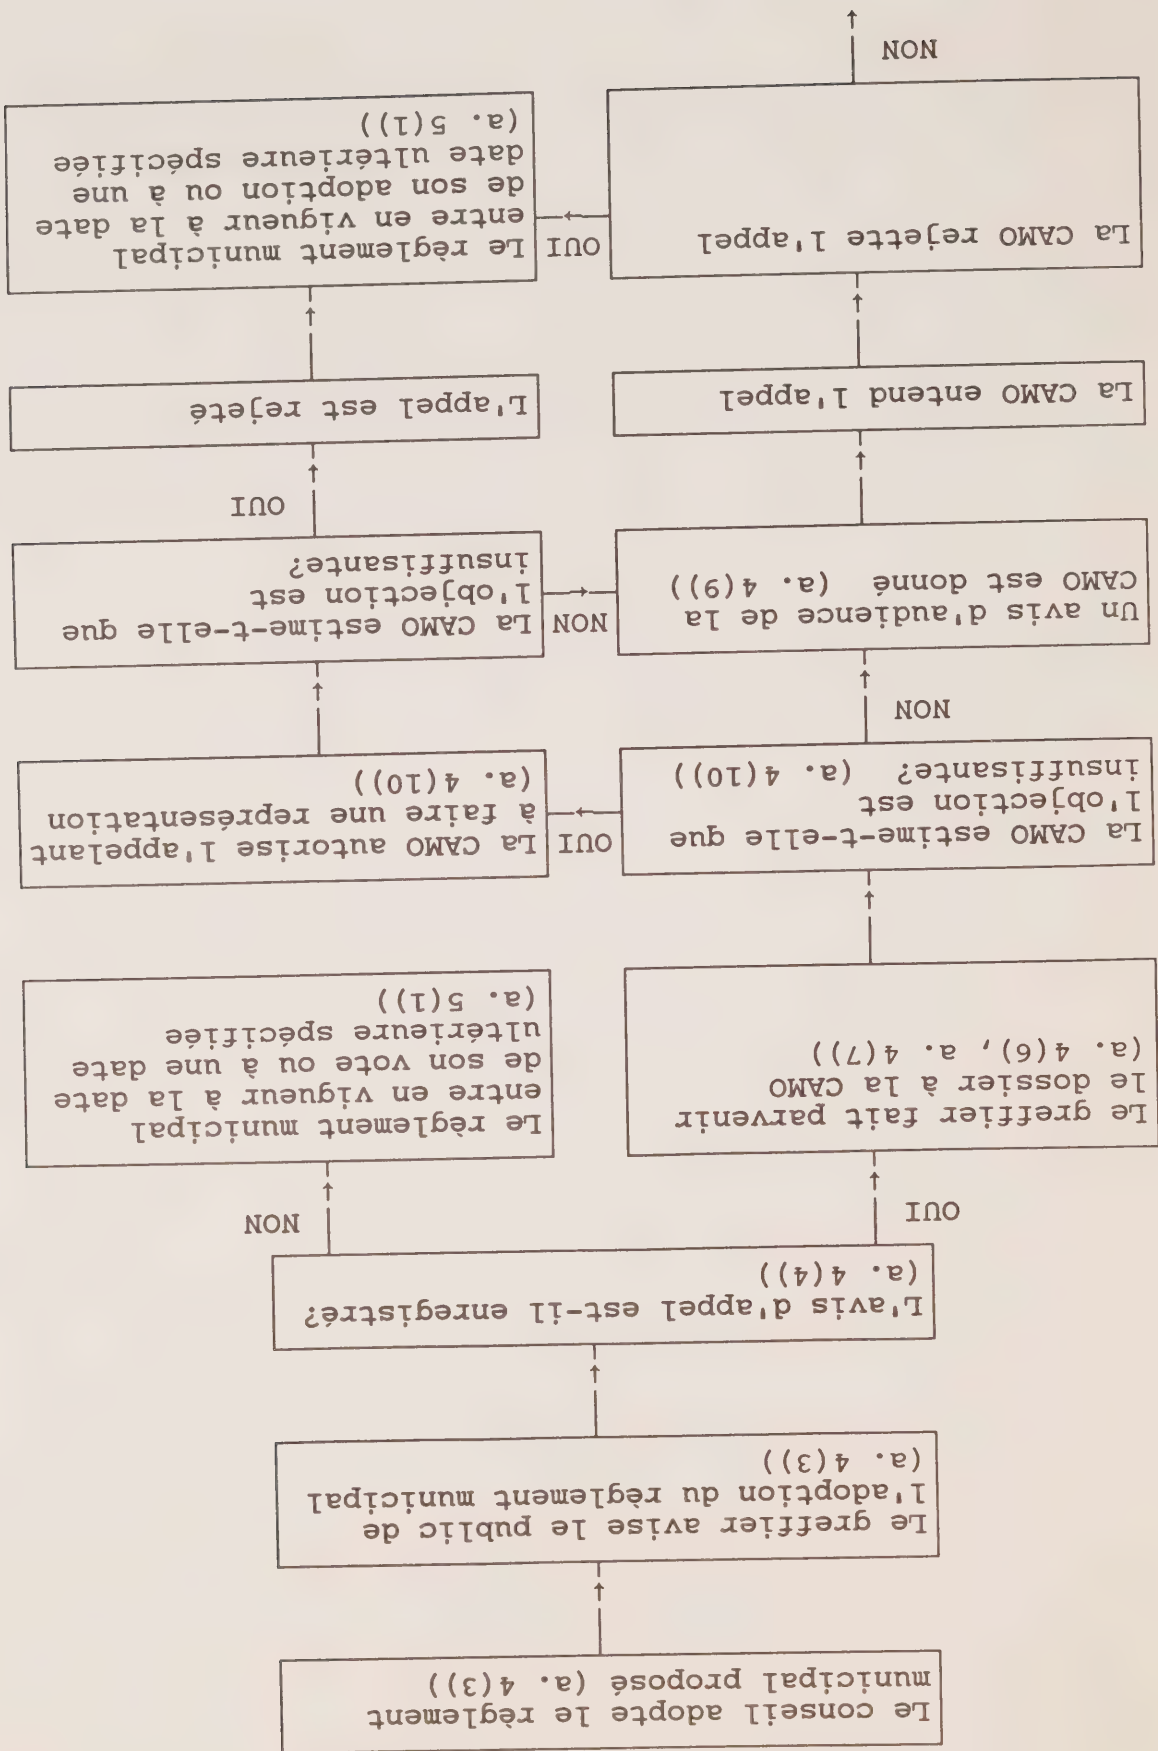 Le conseil adopte le règlement
municipal proposé (a. 4(3))
Le greffier avise le public de
l'adoption du règlement municipal
(a. 4(3))
L'avis d'appel est-il enregistré?
(a. 4(4))
OUI
NON
Le greffier fait parvenir
le dossier à la CAMO
(a. 4(6), a. 4(7))
Le règlement municipal
entre en vigueur à la date
de son vote ou à une date
ultérieure spécifiée
(a. 5(1))
La CAMO estime-t-elle que
l'objection est
insuffisante? (a. 4(10))
OUI
La CAMO autorise l'appelant
à faire une représentation
(a. 4(10))
NON
Un avis d'audience de la
CAMO est donné (a. 4(9))
NON
La CAMO estime-t-elle que
l'objection est
insuffisante?
OUI
La CAMO entend l'appel
L'appel est rejeté
La CAMO rejette l'appel
OUI
Le règlement municipal
entre en vigueur à la date
de son adoption ou à une
date ultérieure spécifiée
(a. 5(1))
NON